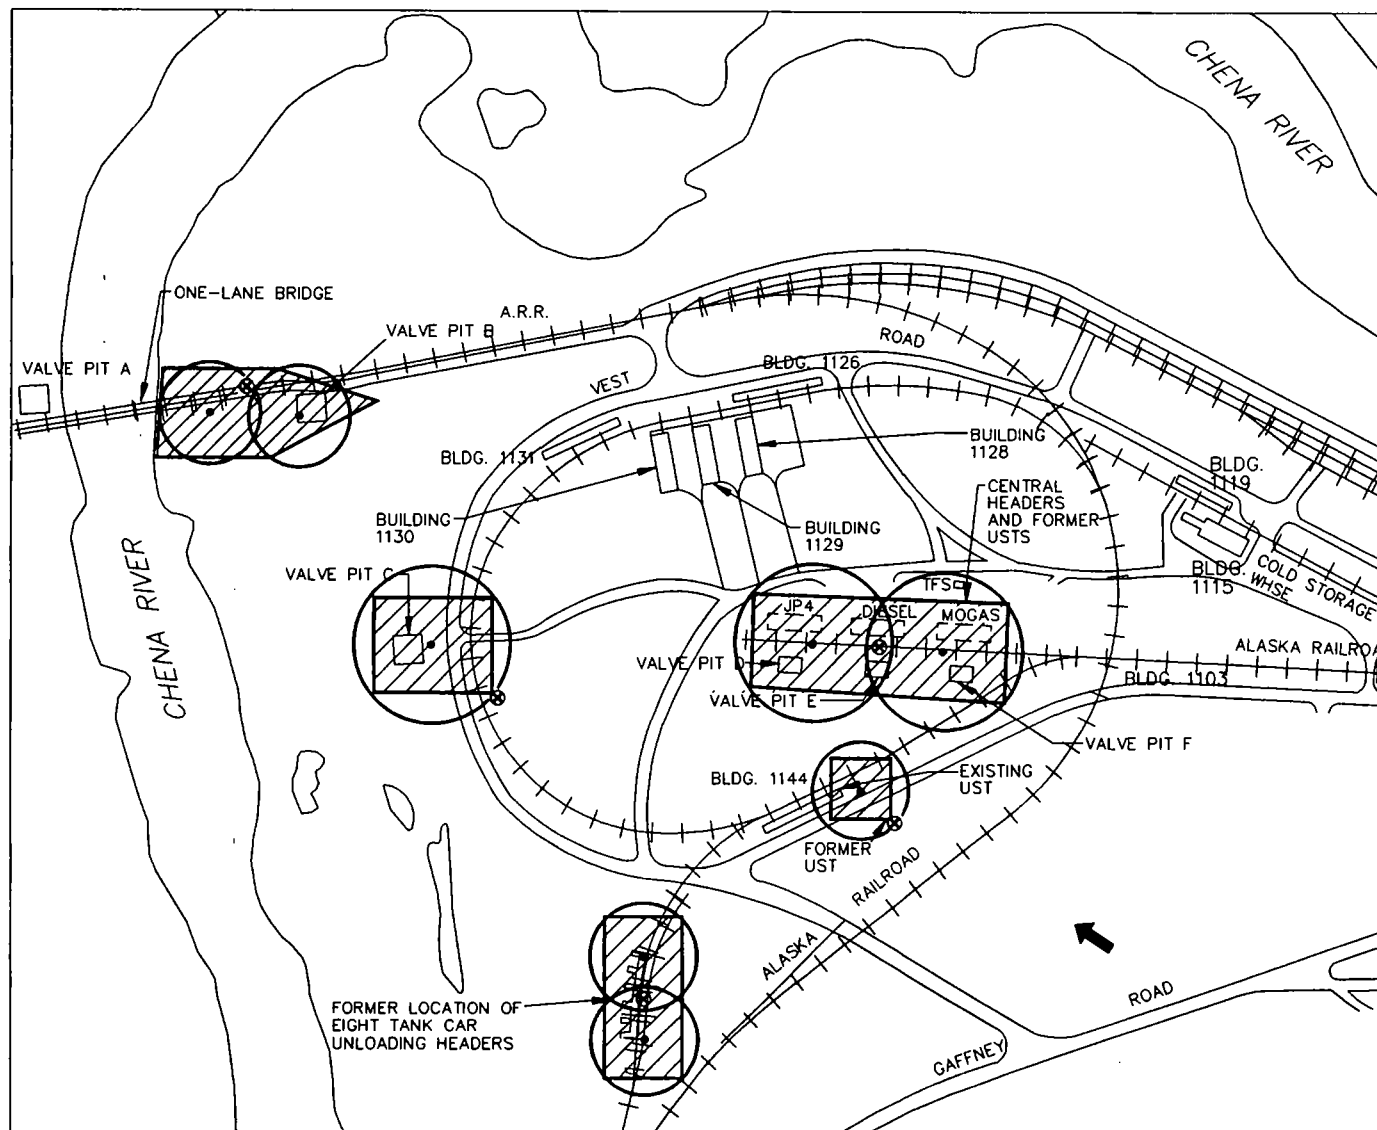 CHENA RIVER
ONE-LANE BRIDGE
A.R.R.
VALVE PIT B
VALVE PIT A
ROAD
BLDG. 1126
VEST
BLDG. 1131
BUILDING
1128
BLDG.
1119
CENTRAL
HEADERS
AND FORMER
USTS
BUILDING
1130
BUILDING
1129
VALVE PIT C
CHENA RIVER
BLDG.
1115
COLD STORAGE
WHSE
TFS
JP4
DIESEL
MOGAS
ALASKA RAILROA
VALVE PIT D
BLDG. 1103
VALVE PIT E
VALVE PIT F
BLDG. 1144
EXISTING
UST
FORMER
UST
RAILROAD
ALASKA
FORMER LOCATION OF
EIGHT TANK CAR
UNLOADING HEADERS
ROAD
GAFFNEY